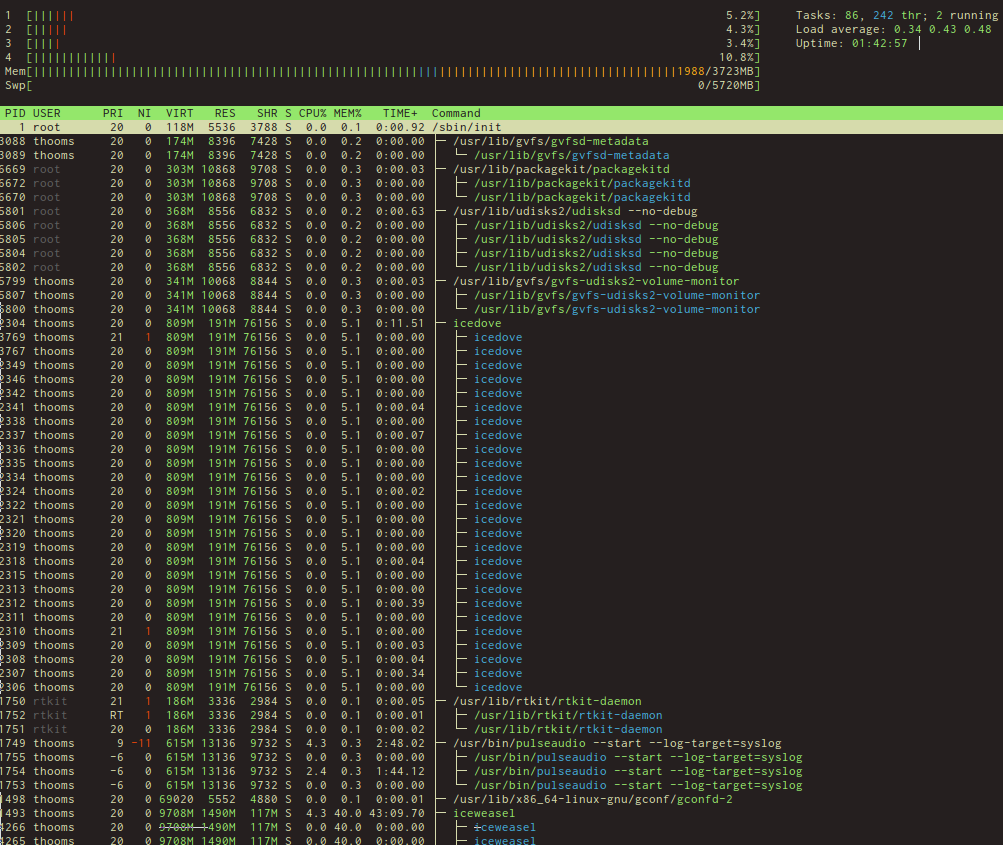 1 [|||||| 5.2%] Tasks: 86, 242 thr; 2 running
2 [||||| 4.3%] Load average: 0.34 0.43 0.48
3 [|||| 3.4%] Uptime: 01:42:57
4 [|||||||||||| 10.8%]
Mem[||||||||||||||||||||||||||||||||||||||||||||||||||||||||||||||||||||||||||||||||||||||||||||1988/3723MB]
Swp[ 0/5720MB]
PID USER PRI NI VIRT RES SHR S CPU% MEM% TIME+ Command
1 root 20 0 118M 5536 3788 S 0.0 0.1 0:00.92 /sbin/init
3088 thooms 20 0 174M 8396 7428 S 0.0 0.2 0:00.00 /usr/lib/gvfs/gvfsd-metadata
3089 thooms 20 0 174M 8396 7428 S 0.0 0.2 0:00.00 /usr/lib/gvfs/gvfsd-metadata
6669 root 20 0 303M 10868 9708 S 0.0 0.3 0:00.03 /usr/lib/packagekit/packagekitd
6672 root 20 0 303M 10868 9708 S 0.0 0.3 0:00.00 /usr/lib/packagekit/packagekitd
6670 root 20 0 303M 10868 9708 S 0.0 0.3 0:00.00 /usr/lib/packagekit/packagekitd
5801 root 20 0 368M 8556 6832 S 0.0 0.2 0:00.63 /usr/lib/udisks2/udisksd --no-debug
5806 root 20 0 368M 8556 6832 S 0.0 0.2 0:00.00 /usr/lib/udisks2/udisksd --no-debug
5805 root 20 0 368M 8556 6832 S 0.0 0.2 0:00.00 /usr/lib/udisks2/udisksd --no-debug
5804 root 20 0 368M 8556 6832 S 0.0 0.2 0:00.00 /usr/lib/udisks2/udisksd --no-debug
5802 root 20 0 368M 8556 6832 S 0.0 0.2 0:00.00 /usr/lib/udisks2/udisksd --no-debug
5799 thooms 20 0 341M 10068 8844 S 0.0 0.3 0:00.03 /usr/lib/gvfs/gvfs-udisks2-volume-monitor
5807 thooms 20 0 341M 10068 8844 S 0.0 0.3 0:00.00 /usr/lib/gvfs/gvfs-udisks2-volume-monitor
5800 thooms 20 0 341M 10068 8844 S 0.0 0.3 0:00.00 /usr/lib/gvfs/gvfs-udisks2-volume-monitor
2304 thooms 20 0 809M 191M 76156 S 0.0 5.1 0:11.51 icedove
3769 thooms 21 1 809M 191M 76156 S 0.0 5.1 0:00.00 icedove
3767 thooms 20 0 809M 191M 76156 S 0.0 5.1 0:00.00 icedove
2349 thooms 20 0 809M 191M 76156 S 0.0 5.1 0:00.00 icedove
2346 thooms 20 0 809M 191M 76156 S 0.0 5.1 0:00.00 icedove
2342 thooms 20 0 809M 191M 76156 S 0.0 5.1 0:00.00 icedove
2341 thooms 20 0 809M 191M 76156 S 0.0 5.1 0:00.04 icedove
2338 thooms 20 0 809M 191M 76156 S 0.0 5.1 0:00.00 icedove
2337 thooms 20 0 809M 191M 76156 S 0.0 5.1 0:00.07 icedove
2336 thooms 20 0 809M 191M 76156 S 0.0 5.1 0:00.00 icedove
2335 thooms 20 0 809M 191M 76156 S 0.0 5.1 0:00.00 icedove
2334 thooms 20 0 809M 191M 76156 S 0.0 5.1 0:00.00 icedove
2324 thooms 20 0 809M 191M 76156 S 0.0 5.1 0:00.02 icedove
2322 thooms 20 0 809M 191M 76156 S 0.0 5.1 0:00.00 icedove
2321 thooms 20 0 809M 191M 76156 S 0.0 5.1 0:00.00 icedove
2320 thooms 20 0 809M 191M 76156 S 0.0 5.1 0:00.00 icedove
2319 thooms 20 0 809M 191M 76156 S 0.0 5.1 0:00.00 icedove
2318 thooms 20 0 809M 191M 76156 S 0.0 5.1 0:00.04 icedove
2315 thooms 20 0 809M 191M 76156 S 0.0 5.1 0:00.00 icedove
2313 thooms 20 0 809M 191M 76156 S 0.0 5.1 0:00.00 icedove
2312 thooms 20 0 809M 191M 76156 S 0.0 5.1 0:00.39 icedove
2311 thooms 20 0 809M 191M 76156 S 0.0 5.1 0:00.00 icedove
2310 thooms 21 1 809M 191M 76156 S 0.0 5.1 0:00.00 icedove
2309 thooms 20 0 809M 191M 76156 S 0.0 5.1 0:00.03 icedove
2308 thooms 20 0 809M 191M 76156 S 0.0 5.1 0:00.04 icedove
2307 thooms 20 0 809M 191M 76156 S 0.0 5.1 0:00.34 icedove
2306 thooms 20 0 809M 191M 76156 S 0.0 5.1 0:00.00 icedove
1750 rtkit 21 1 186M 3336 2984 S 0.0 0.1 0:00.05 /usr/lib/rtkit/rtkit-daemon
1752 rtkit RT 1 186M 3336 2984 S 0.0 0.1 0:00.01 /usr/lib/rtkit/rtkit-daemon
1751 rtkit 20 0 186M 3336 2984 S 0.0 0.1 0:00.02 /usr/lib/rtkit/rtkit-daemon
1749 thooms 9 -11 615M 13136 9732 S 4.3 0.3 2:48.02 /usr/bin/pulseaudio --start --log-target=syslog
1755 thooms -6 0 615M 13136 9732 S 0.0 0.3 0:00.00 /usr/bin/pulseaudio --start --log-target=syslog
1754 thooms -6 0 615M 13136 9732 S 2.4 0.3 1:44.12 /usr/bin/pulseaudio --start --log-target=syslog
1753 thooms -6 0 615M 13136 9732 S 0.0 0.3 0:00.00 /usr/bin/pulseaudio --start --log-target=syslog
1498 thooms 20 0 69020 5552 4880 S 0.0 0.1 0:00.01 /usr/lib/x86_64-linux-gnu/gconf/gconfd-2
1493 thooms 20 0 9708M 1490M 117M S 4.3 40.0 43:09.70 iceweasel
4266 thooms 20 0 9708M 1490M 117M S 0.0 40.0 0:00.00 iceweasel
4265 thooms 20 0 9708M 1490M 117M S 0.0 40.0 0:00.00 iceweasel